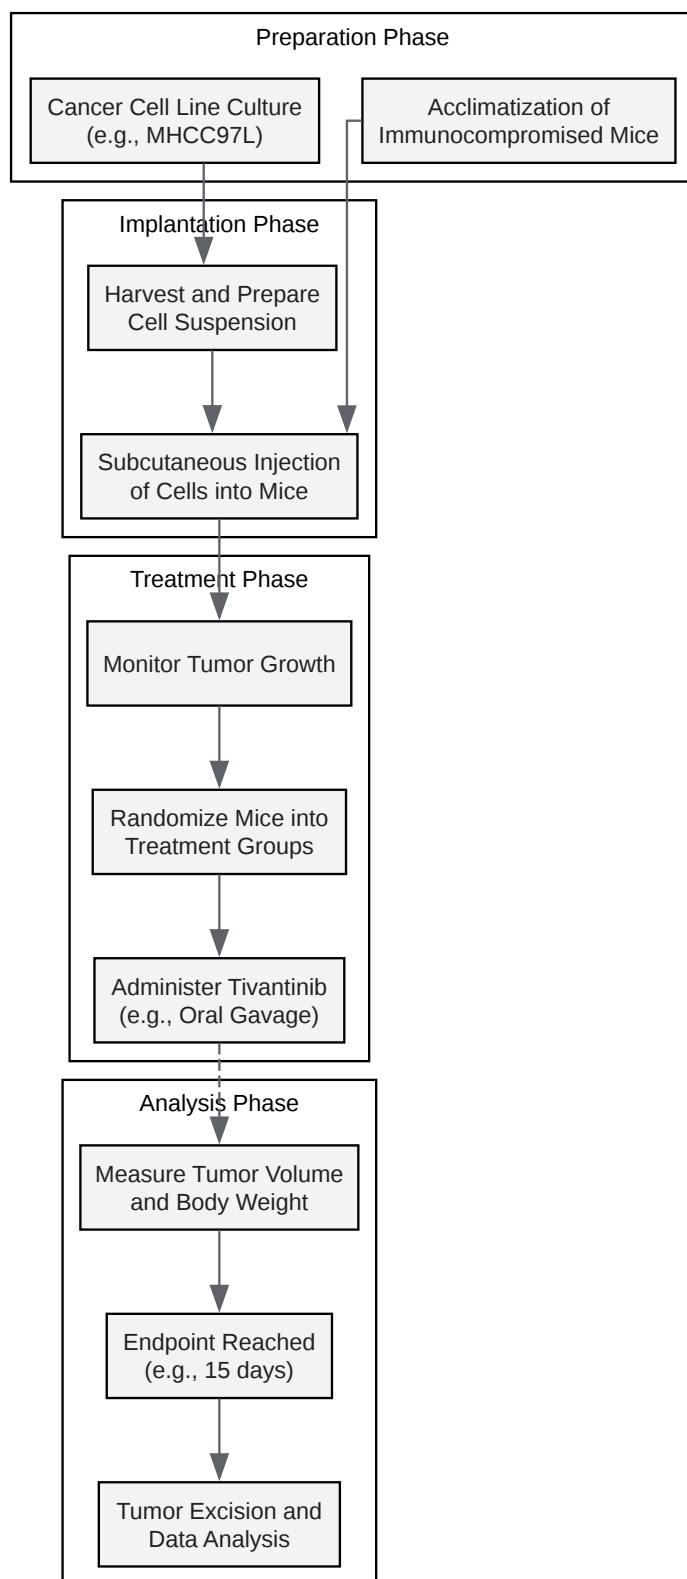 Preparation Phase
Cancer Cell Line Culture
(e.g., MHCC97L)
Acclimatization of
Immunocompromised Mice
Implantation Phase
Harvest and Prepare
Cell Suspension
Subcutaneous Injection
of Cells into Mice
Treatment Phase
Monitor Tumor Growth
Randomize Mice into
Treatment Groups
Administer Tivantinib
(e.g., Oral Gavage)
Analysis Phase
Measure Tumor Volume
and Body Weight
Endpoint Reached
(e.g., 15 days)
Tumor Excision and
Data Analysis